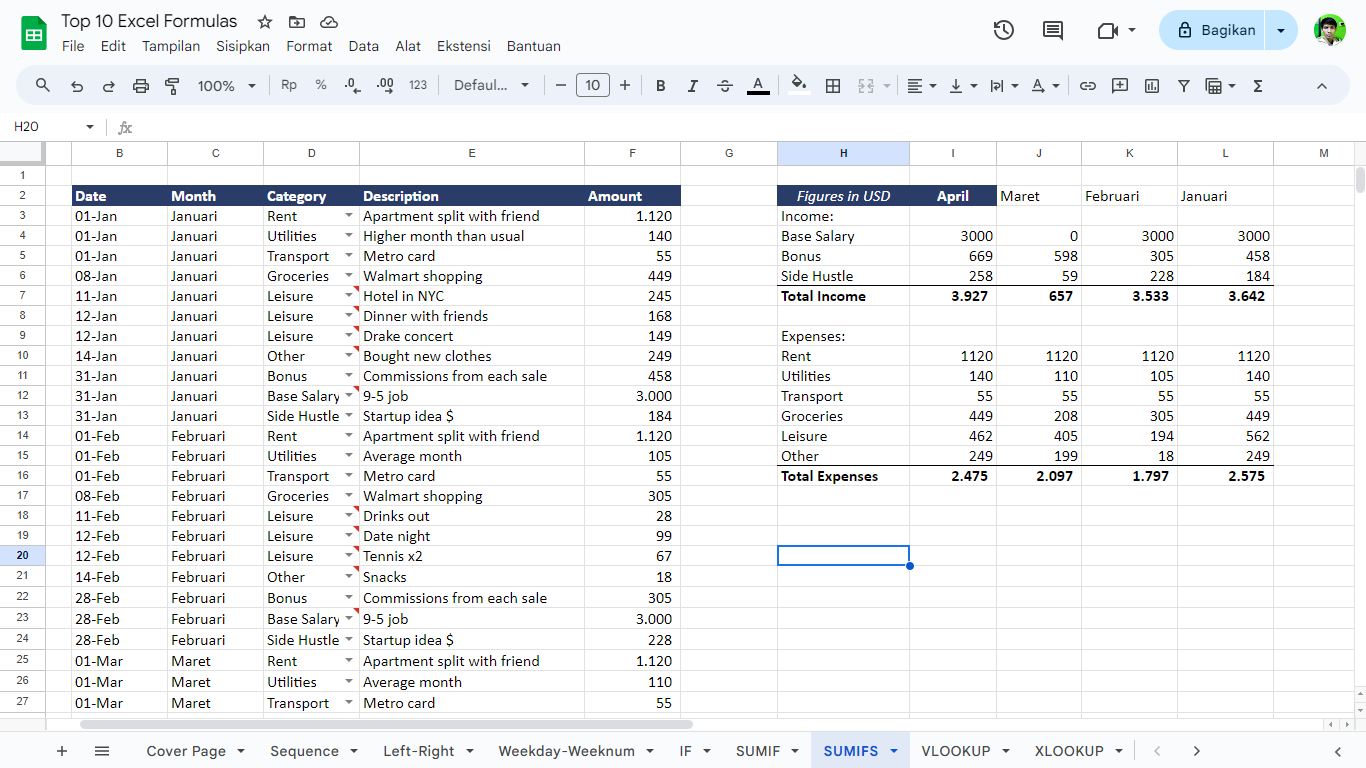 Top 10 Excel Formulas
File Edit Tampilan Sisipkan Format Data Alat Ekstensi Bantuan
Bagikan
100% Rp % .0 .00 123 Defaul... 10 B I S A A Σ
H20 fx
B C D E F G H I J K L M
1
2 Date Month Category Description Amount Figures in USD April Maret Februari Januari
3 01-Jan Januari Rent Apartment split with friend 1.120 Income:
4 01-Jan Januari Utilities Higher month than usual 140 Base Salary 3000 0 3000 3000
5 01-Jan Januari Transport Metro card 55 Bonus 669 598 305 458
6 08-Jan Januari Groceries Walmart shopping 449 Side Hustle 258 59 228 184
7 11-Jan Januari Leisure Hotel in NYC 245 Total Income 3.927 657 3.533 3.642
8 12-Jan Januari Leisure Dinner with friends 168
9 12-Jan Januari Leisure Drake concert 149 Expenses:
10 14-Jan Januari Other Bought new clothes 249 Rent 1120 1120 1120 1120
11 31-Jan Januari Bonus Commissions from each sale 458 Utilities 140 110 105 140
12 31-Jan Januari Base Salary 9-5 job 3.000 Transport 55 55 55 55
13 31-Jan Januari Side Hustle Startup idea $ 184 Groceries 449 208 305 449
14 01-Feb Februari Rent Apartment split with friend 1.120 Leisure 462 405 194 562
15 01-Feb Februari Utilities Average month 105 Other 249 199 18 249
16 01-Feb Februari Transport Metro card 55 Total Expenses 2.475 2.097 1.797 2.575
17 08-Feb Februari Groceries Walmart shopping 305
18 11-Feb Februari Leisure Drinks out 28
19 12-Feb Februari Leisure Date night 99
20 12-Feb Februari Leisure Tennis x2 67
21 14-Feb Februari Other Snacks 18
22 28-Feb Februari Bonus Commissions from each sale 305
23 28-Feb Februari Base Salary 9-5 job 3.000
24 28-Feb Februari Side Hustle Startup idea $ 228
25 01-Mar Maret Rent Apartment split with friend 1.120
26 01-Mar Maret Utilities Average month 110
27 01-Mar Maret Transport Metro card 55
Cover Page Sequence Left-Right Weekday-Weeknum IF SUMIF SUMIFS VLOOKUP XLOOKUP